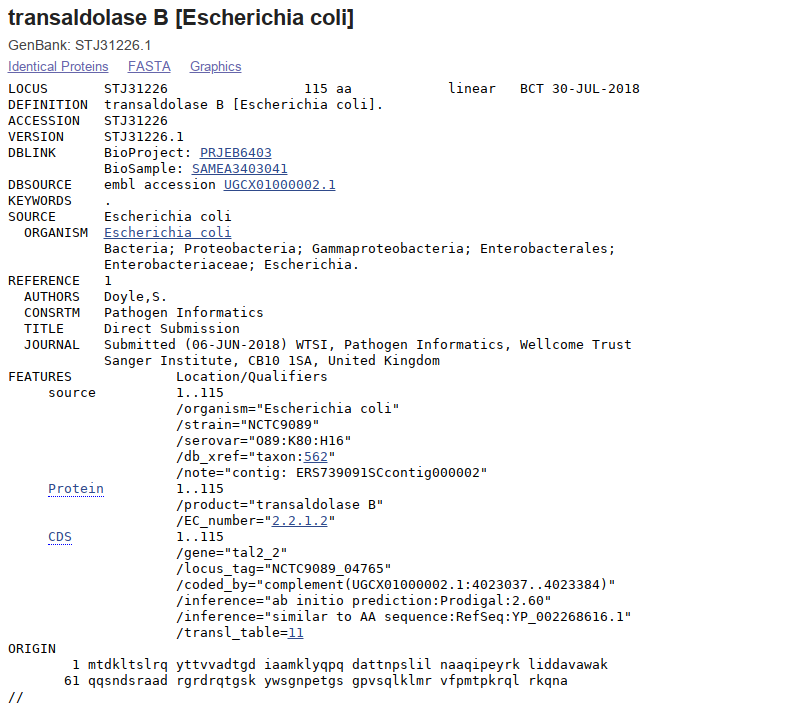 transaldolase B [Escherichia coli]
GenBank: STJ31226.1
Identical Proteins FASTA Graphics
LOCUS STJ31226 115 aa linear BCT 30-JUL-2018
DEFINITION transaldolase B [Escherichia coli].
ACCESSION STJ31226
VERSION STJ31226.1
DBLINK BioProject: PRJEB6403
BioSample: SAMEA3403041
DBSOURCE embl accession UGCX01000002.1
KEYWORDS .
SOURCE Escherichia coli
ORGANISM Escherichia coli
Bacteria; Proteobacteria; Gammaproteobacteria; Enterobacterales;
Enterobacteriaceae; Escherichia.
REFERENCE 1
AUTHORS Doyle,S.
CONSRTM Pathogen Informatics
TITLE Direct Submission
JOURNAL Submitted (06-JUN-2018) WTSI, Pathogen Informatics, Wellcome Trust
Sanger Institute, CB10 1SA, United Kingdom
FEATURES Location/Qualifiers
source 1..115
/organism="Escherichia coli"
/strain="NCTC9089"
/serovar="O89:K80:H16"
/db_xref="taxon:562"
/note="contig: ERS739091SCcontig000002"
Protein 1..115
/product="transaldolase B"
/EC_number="2.2.1.2"
CDS 1..115
/gene="tal2_2"
/locus_tag="NCTC9089_04765"
/coded_by="complement(UGCX01000002.1:4023037..4023384)"
/inference="ab initio prediction:Prodigal:2.60"
/inference="similar to AA sequence:RefSeq:YP_002268616.1"
/transl_table=11
ORIGIN
1 mtdkltslrq yttvvadtgd iaamklyqpq dattnpslil naaqipeyrk liddavawak
61 qqsndsraad rgrdrqtgsk ywsgnpetgs gpvsqlklmr vfpmtpkrql rkqna
//